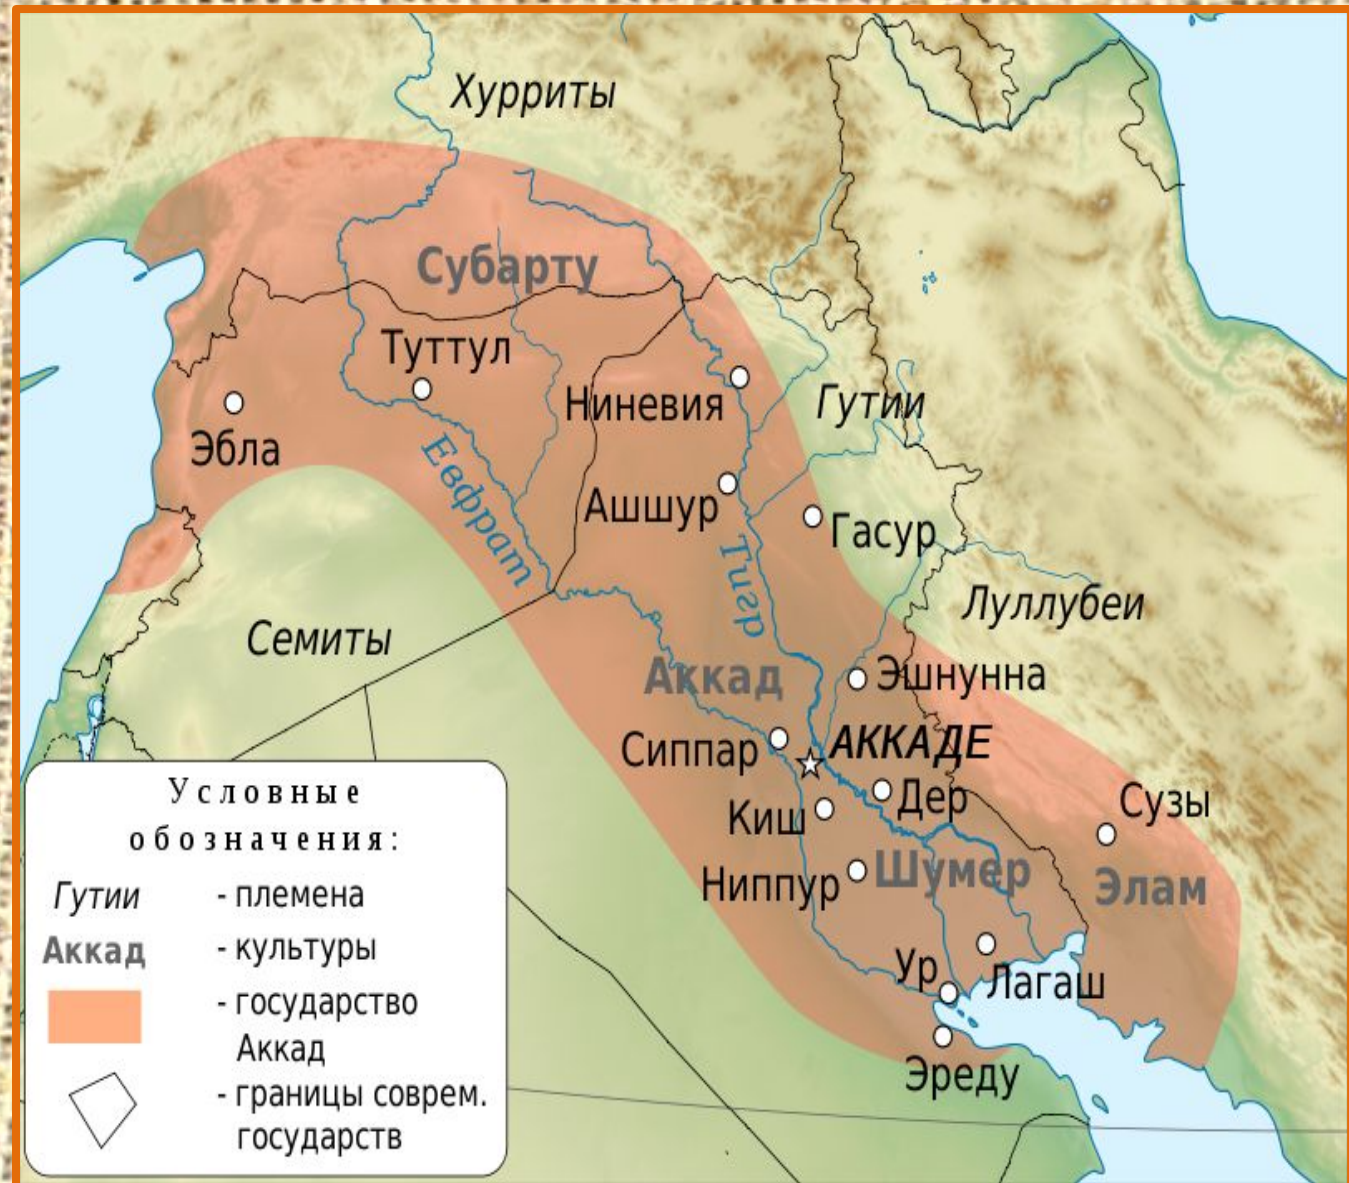 Хурриты
Субарту
Туттул
Ниневия
Гутии
Эбла
Евфрат
Ашшур
Гасур
Тигр
Луллубеи
Семиты
Аккад
Эшнунна
Сиппар
АККАДЕ
Дер
Сузы
Киш
Ниппур
Шумер
Элам
Ур
Лагаш
Эреду
Условные
обозначения:
Гутии - племена
Аккад - культуры
- государство
Аккад
- границы соврем.
государств